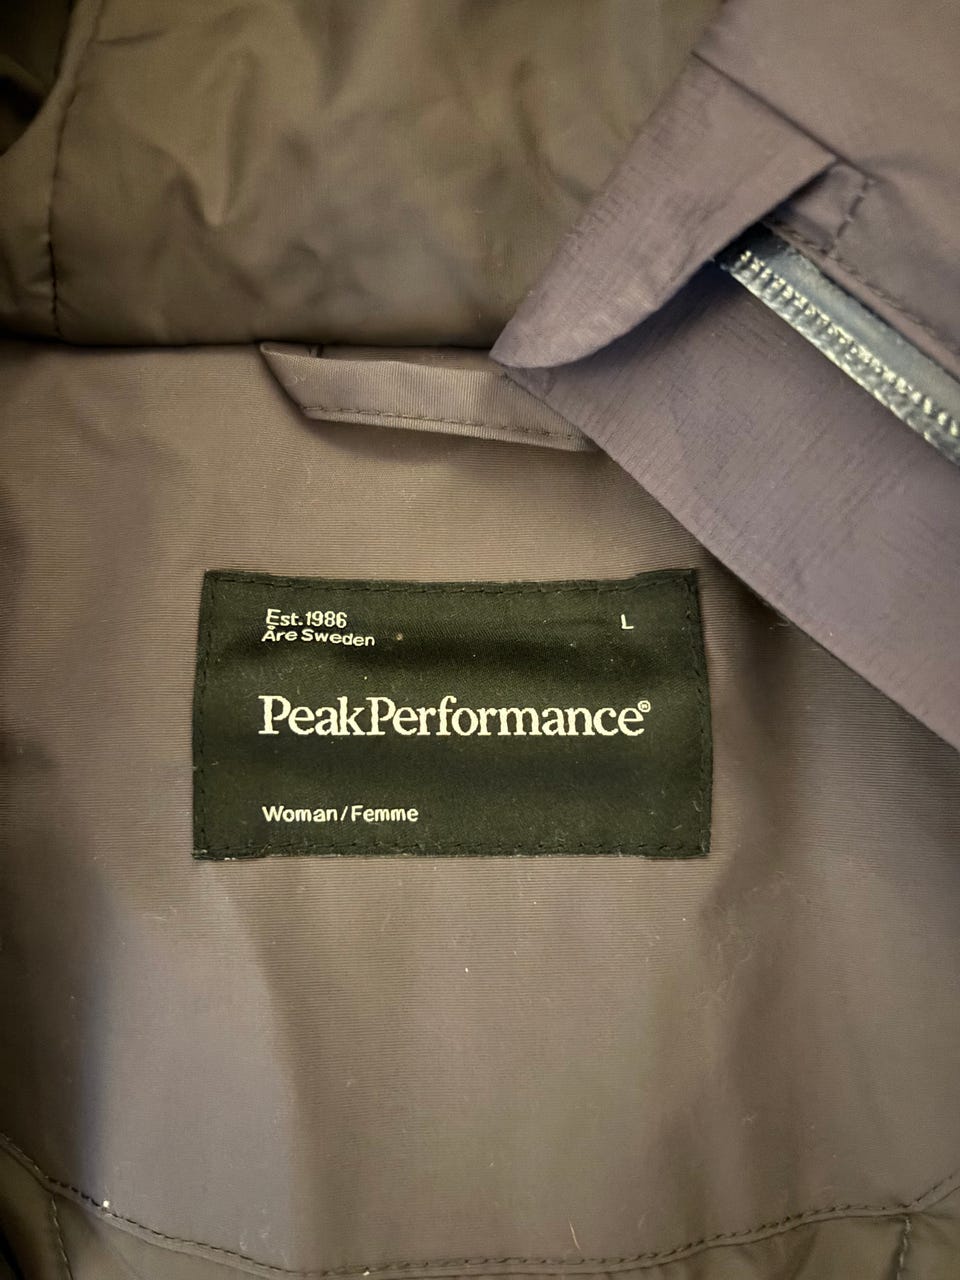 Est.1986
L
Åre Sweden
PeakPerformance®
Woman/Femme